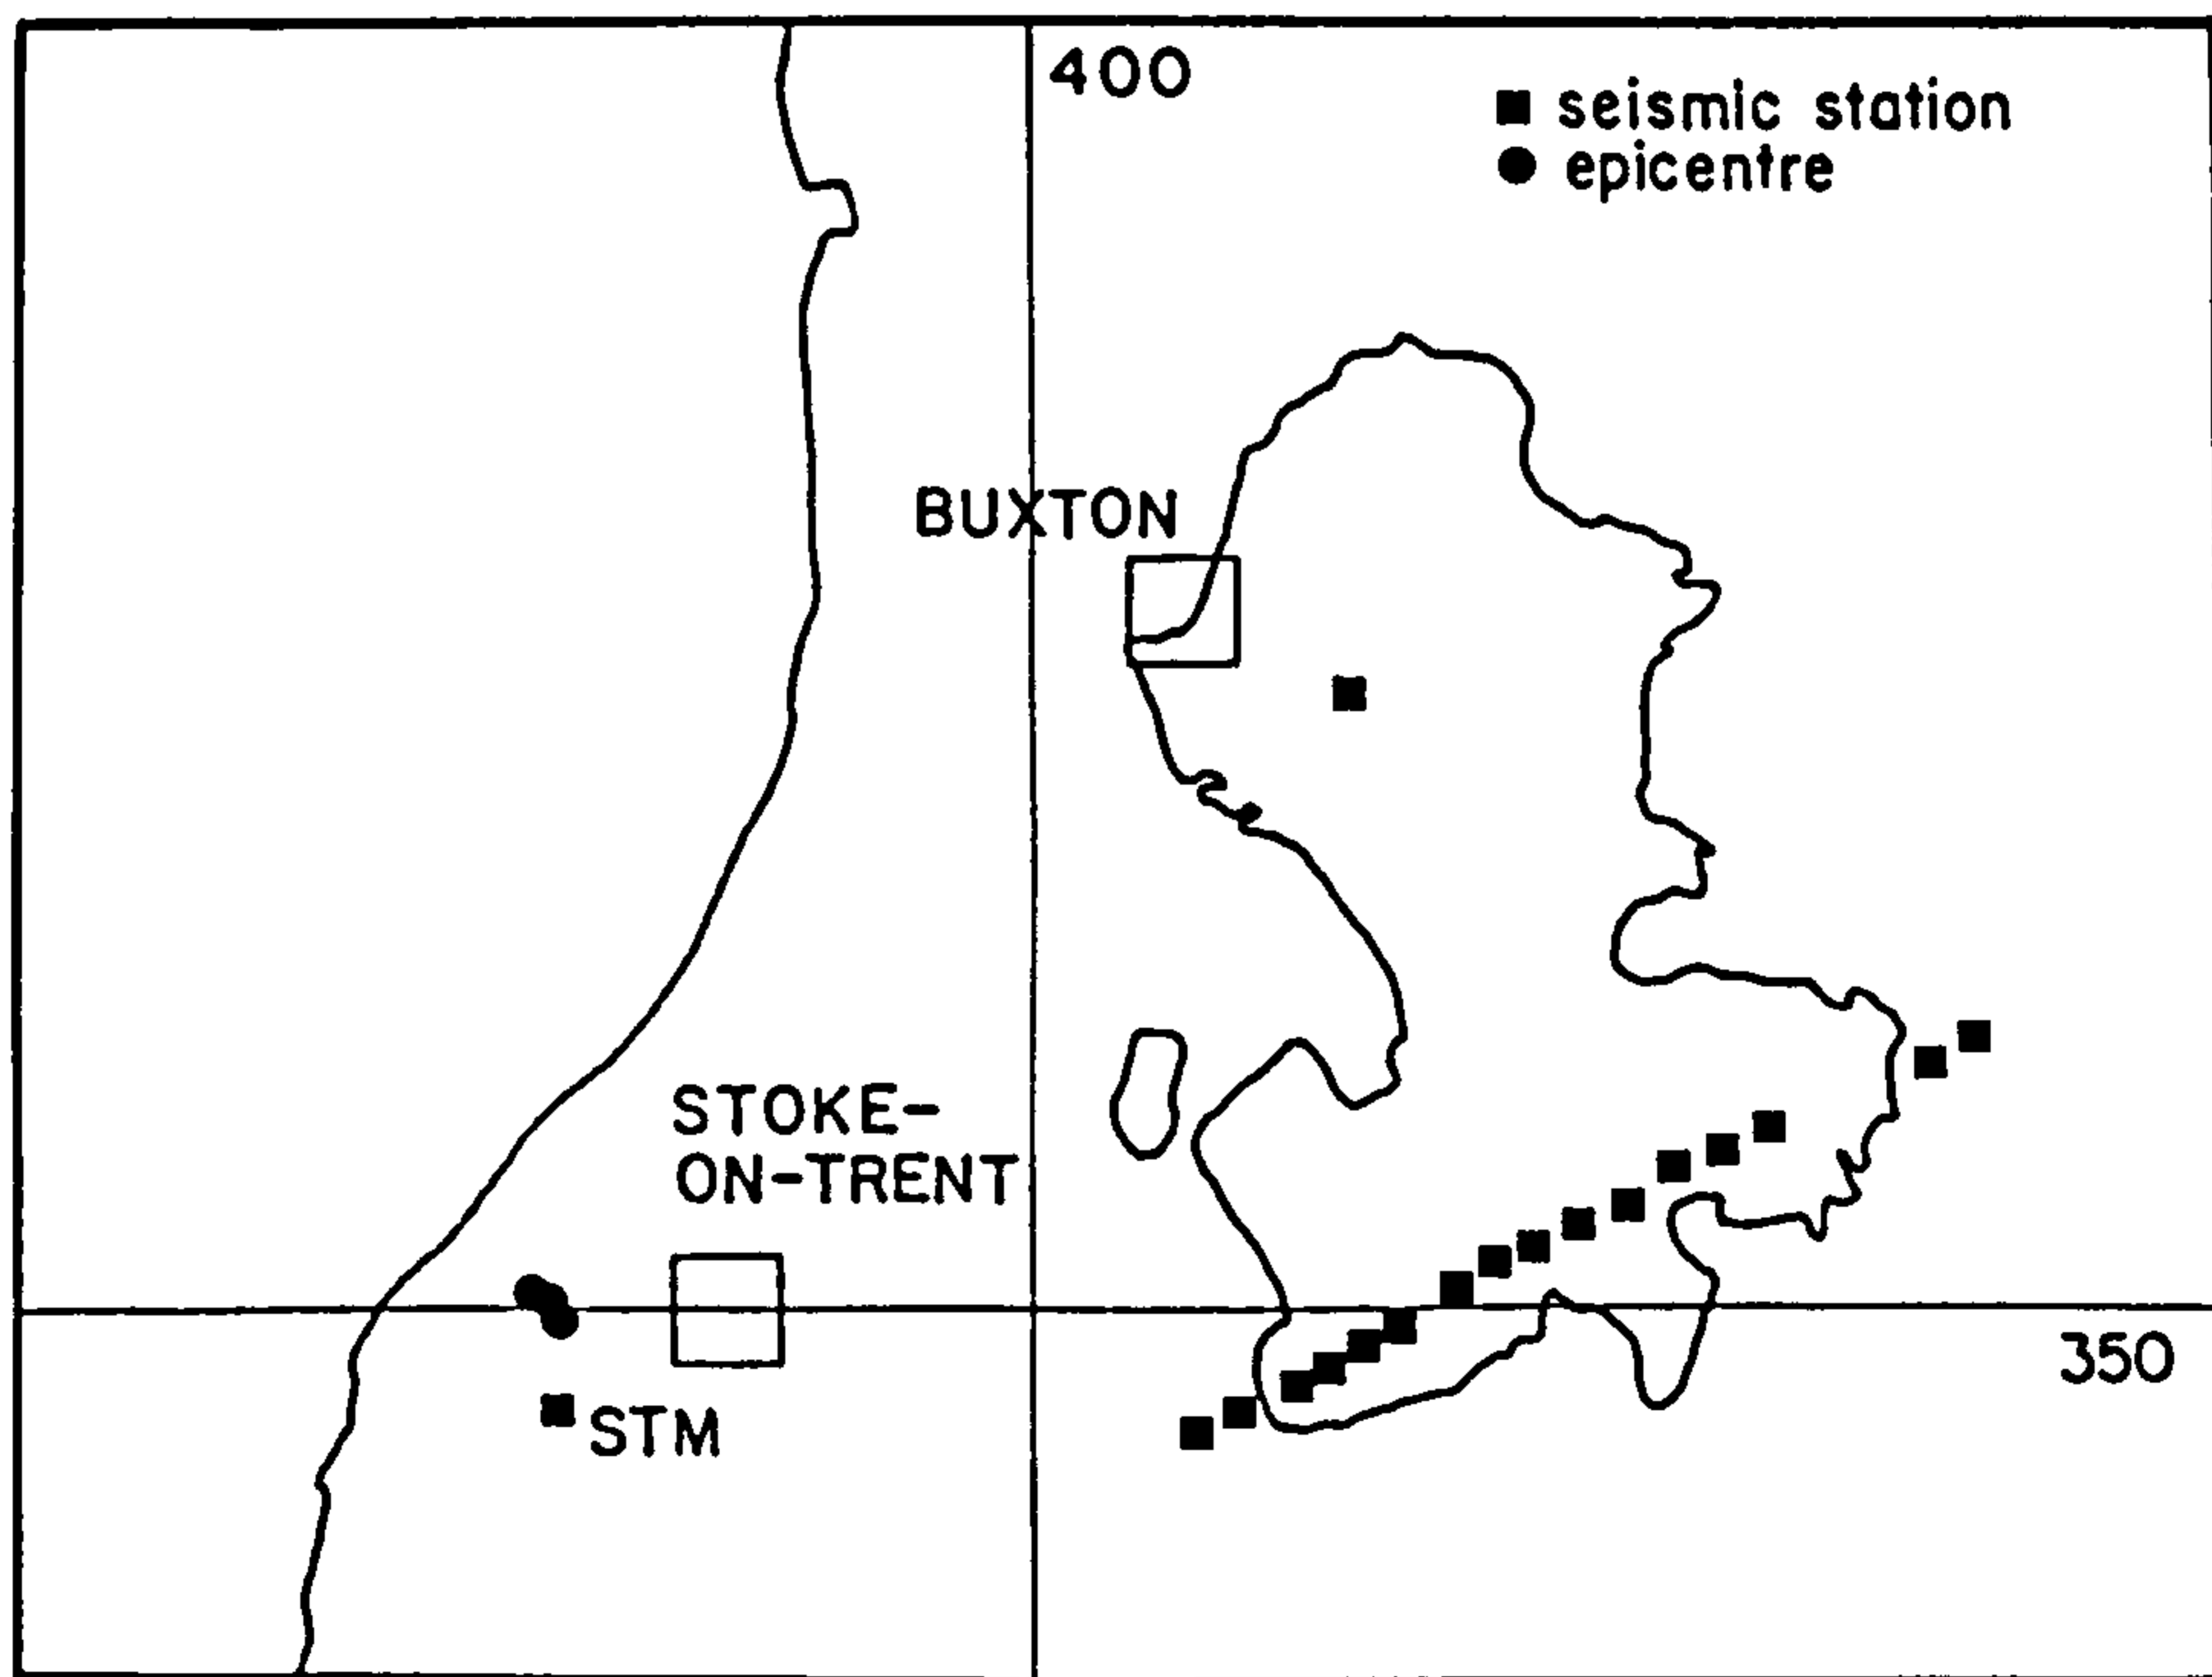 400
seismic station
epicentre
BUXTON
STOKE-
ON-TRENT
350
STM